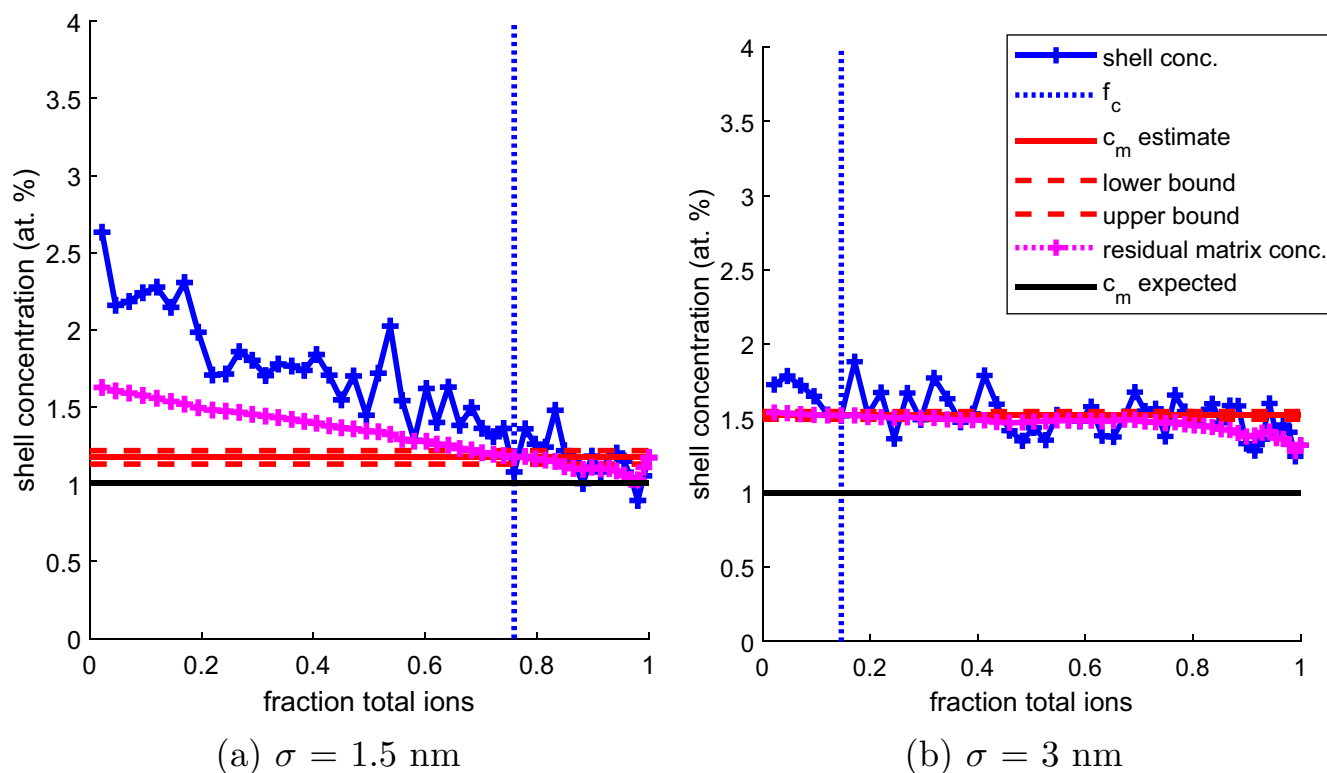 shell concentration (at. %)
4
3.5
3
2.5
2
1.5
1
0.5
0
0 0.2 0.4 0.6 0.8 1
fraction total ions
(a) σ = 1.5 nm
shell concentration (at. %)
4
3.5
3
2.5
2
1.5
1
0.5
0
0 0.2 0.4 0.6 0.8 1
fraction total ions
(b) σ = 3 nm
shell conc.
f_c
c_m estimate
lower bound
upper bound
residual matrix conc.
c_m expected